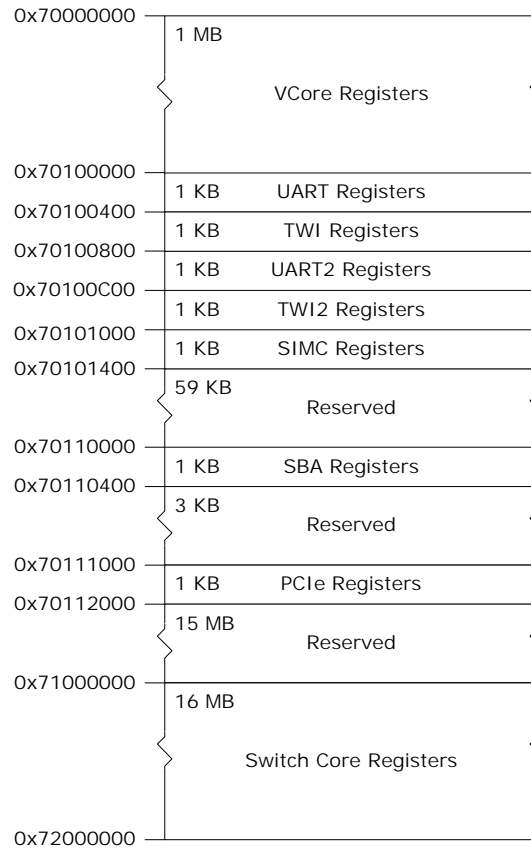 0x70000000
1 MB
VCore Registers
0x70100000
1 KB UART Registers
0x70100400
1 KB TWI Registers
0x70100800
1 KB UART2 Registers
0x70100C00
1 KB TWI2 Registers
0x70101000
1 KB SIMC Registers
0x70101400
59 KB
Reserved
0x70110000
1 KB SBA Registers
0x70110400
3 KB
Reserved
0x70111000
1 KB PCIe Registers
0x70112000
15 MB
Reserved
0x71000000
16 MB
Switch Core Registers
0x72000000